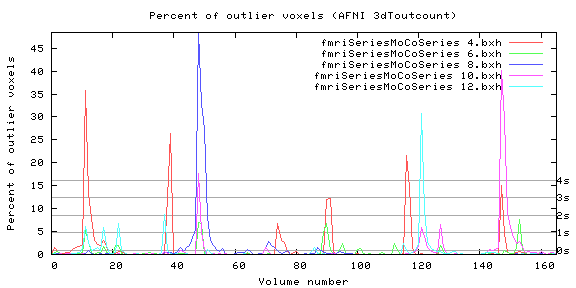 Percent of outlier voxels (AFNI 3dToutcount)
fmriSeriesMoCoSeries 4.bxh
fmriSeriesMoCoSeries 6.bxh
fmriSeriesMoCoSeries 8.bxh
fmriSeriesMoCoSeries 10.bxh
fmriSeriesMoCoSeries 12.bxh
Percent of outlier voxels
45
40
35
30
25
20
15
10
5
0
4s
3s
2s
1s
0s
0 20 40 60 80 100 120 140 160
Volume number